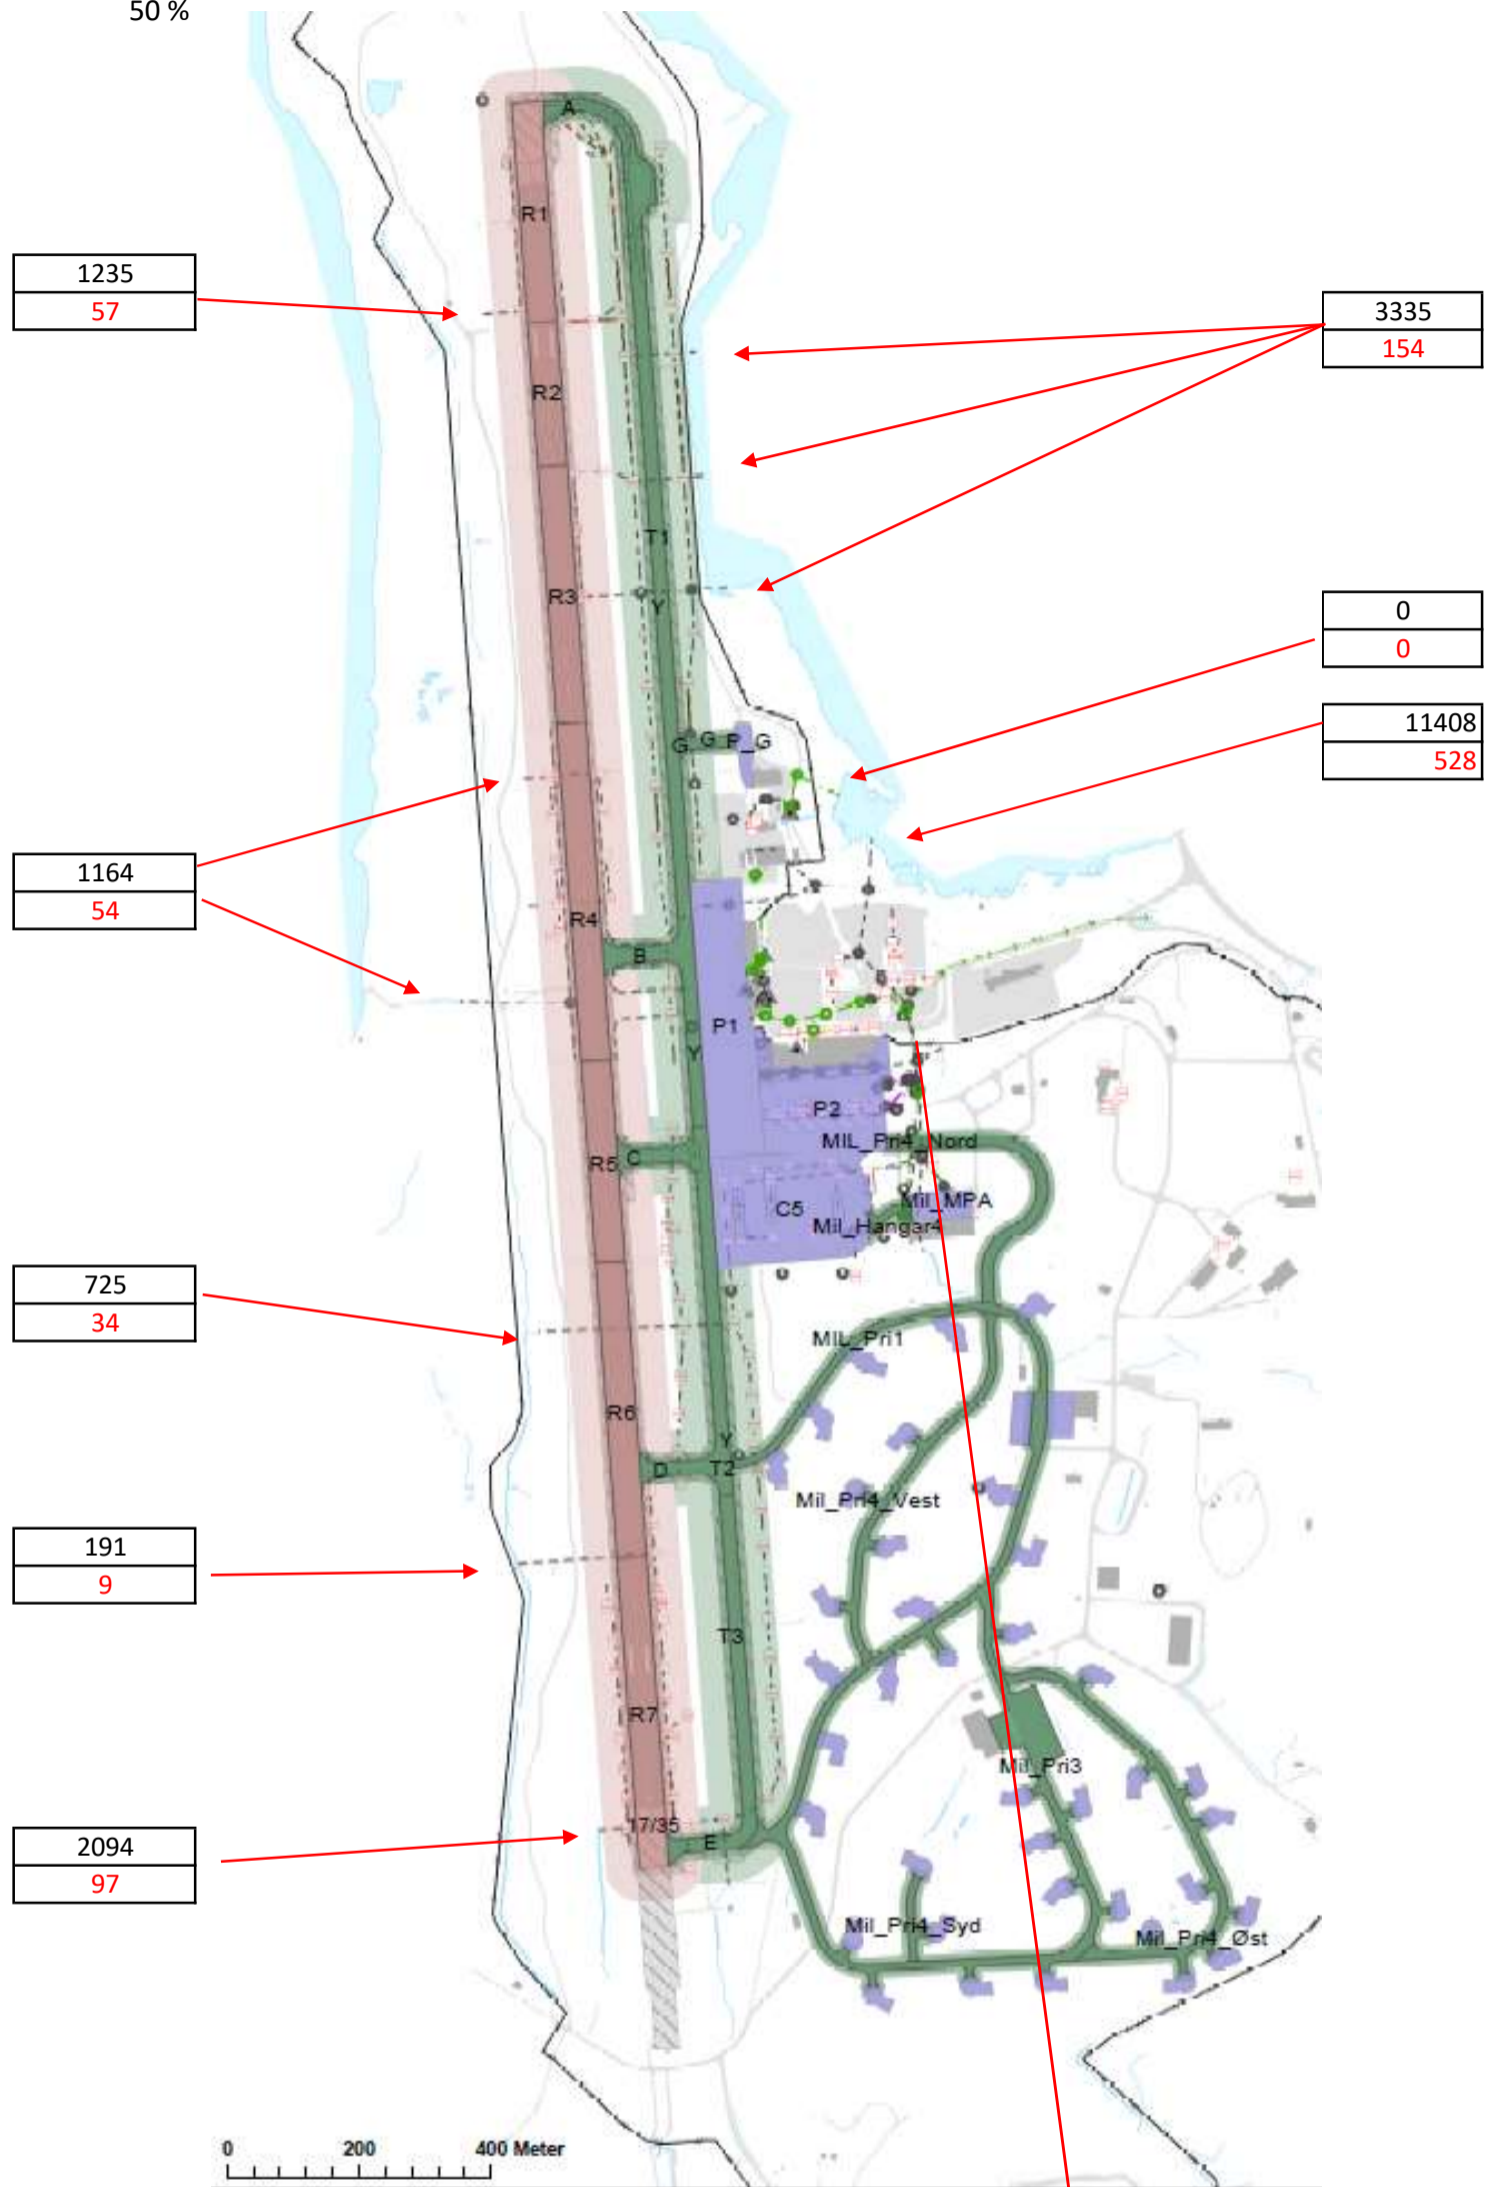 50 %
A
R1
1235
57
3335
154
R2
T1
R3
Y
0
0
11408
528
G G P_G
1164
54
R4
B
P1
Y
P2
MIL_Pri4_Nord
R5 C
Mil_MPA
C5
Mil_Hangar4
725
34
MIL_Pri1
R6
Y
D
T2
Mil_Pri4_Vest
191
9
T3
R7
Mil_Pri3
17/35
E
2094
97
Mil_Pri4_Syd
Mil_Pri4_Øst
0 200 400 Meter